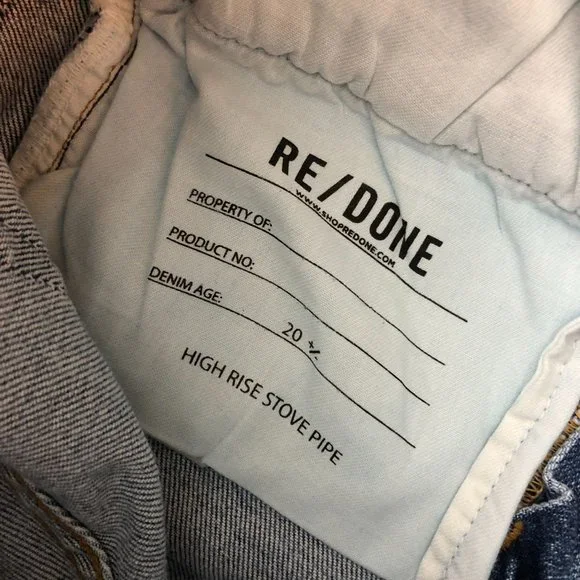 RE/DONE
WWW.SHOPREDONE.COM
PROPERTY OF:
PRODUCT NO:
DENIM AGE: 20 +/-
HIGH RISE STOVE PIPE